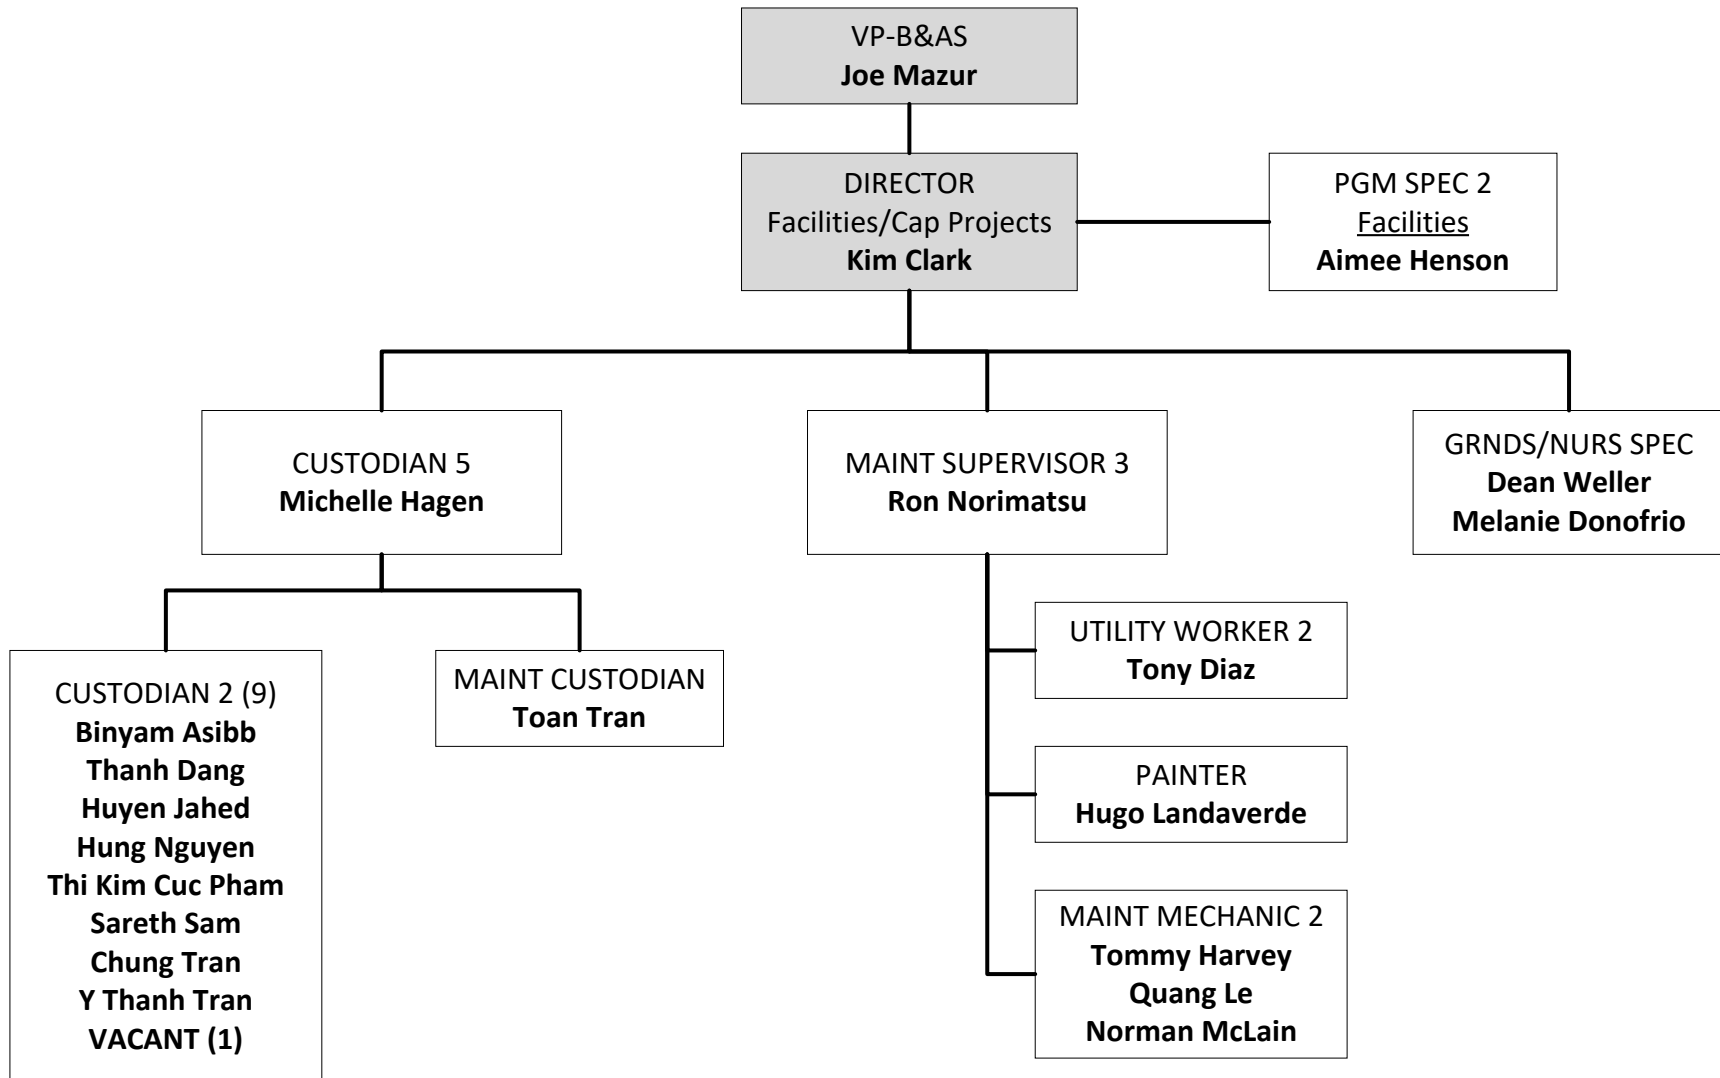 VP-B&AS
Joe Mazur
DIRECTOR
Facilities/Cap Projects
Kim Clark
PGM SPEC 2
Facilities
Aimee Henson
CUSTODIAN 5
Michelle Hagen
MAINT SUPERVISOR 3
Ron Norimatsu
GRNDS/NURS SPEC
Dean Weller
Melanie Donofrio
CUSTODIAN 2 (9)
Binyam Asibb
Thanh Dang
Huyen Jahed
Hung Nguyen
Thi Kim Cuc Pham
Sareth Sam
Chung Tran
Y Thanh Tran
VACANT (1)
MAINT CUSTODIAN
Toan Tran
UTILITY WORKER 2
Tony Diaz
PAINTER
Hugo Landaverde
MAINT MECHANIC 2
Tommy Harvey
Quang Le
Norman McLain